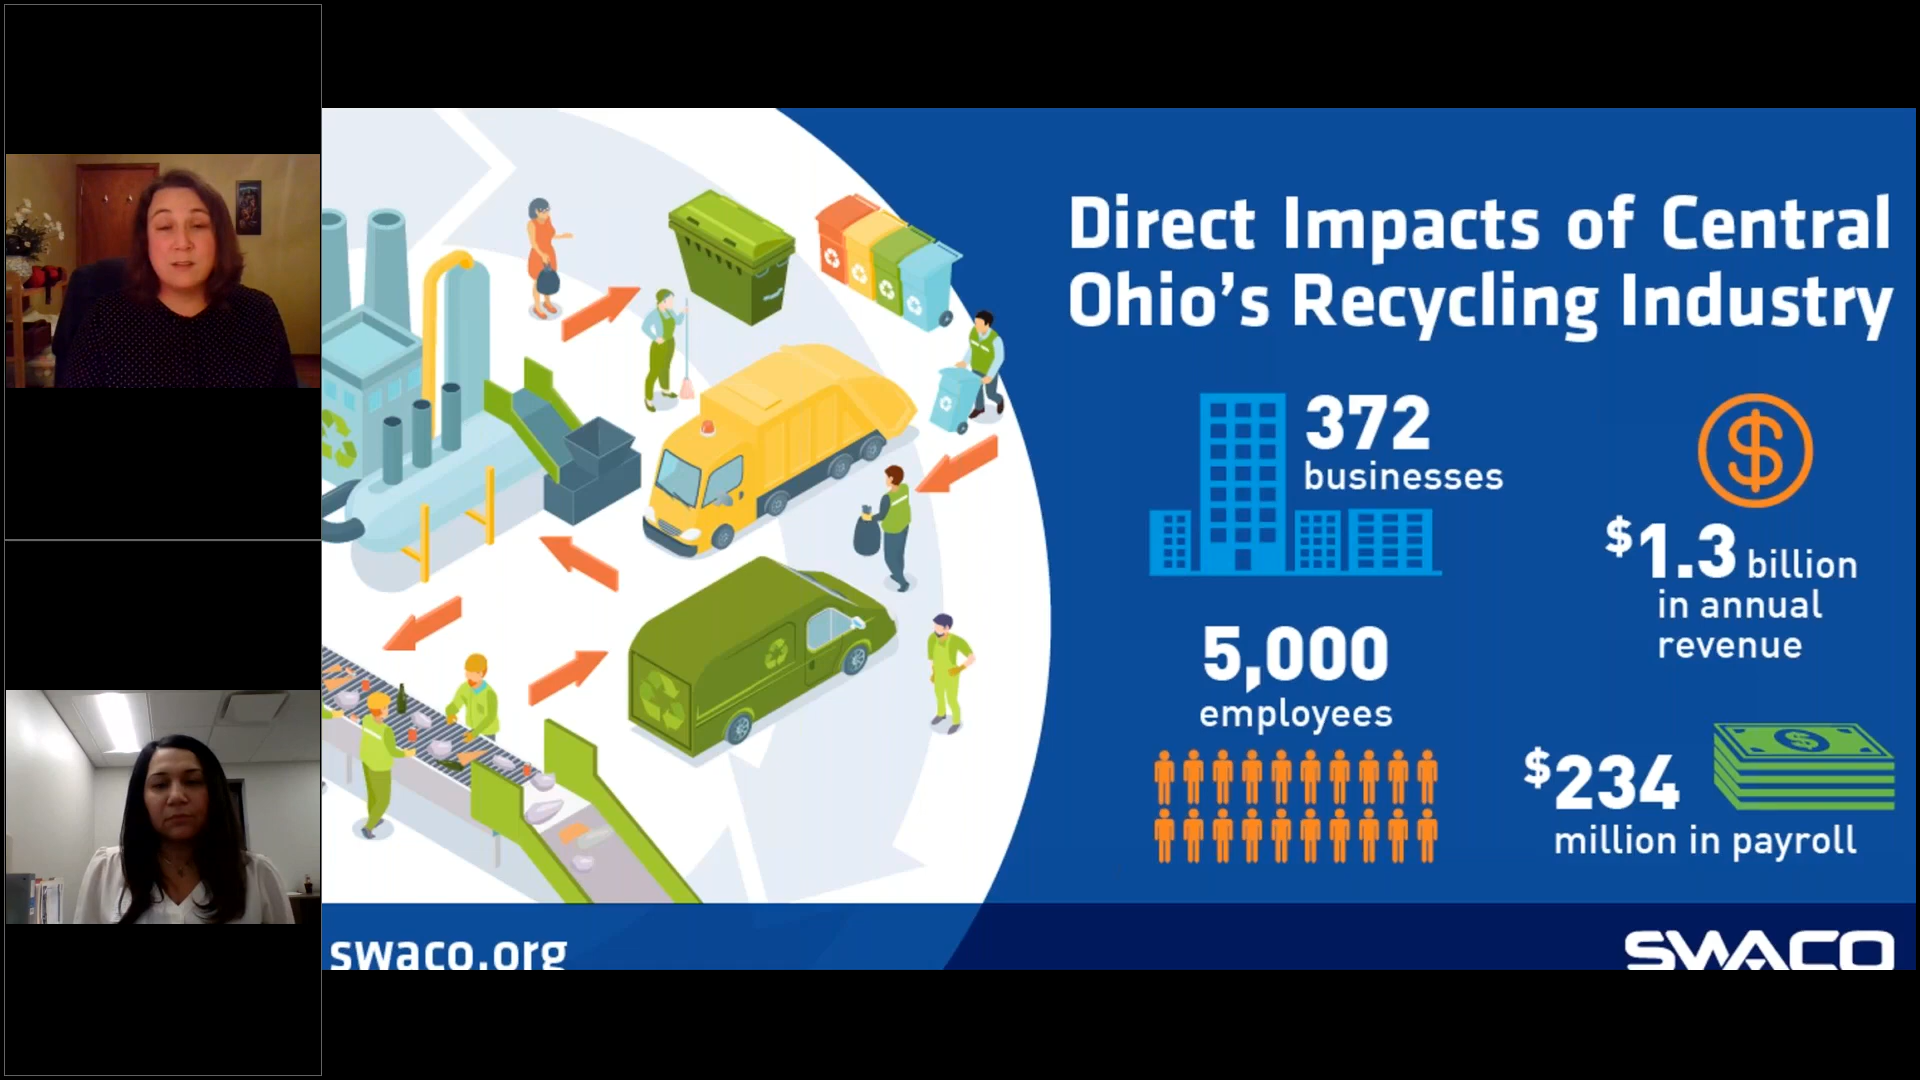 Direct Impacts of Central
Ohio's Recycling Industry
372
businesses
$1.3 billion
in annual
revenue
5,000
employees
$234
million in payroll
swaco.org
SWACO